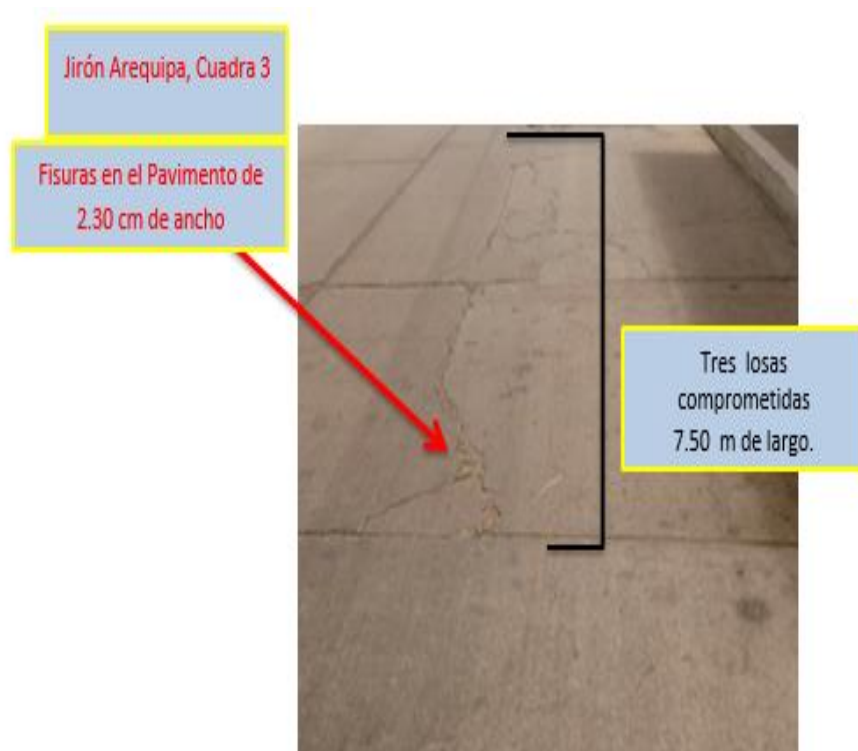 Jirón Arequipa, Cuadra 3
Fisuras en el Pavimento de
2.30 cm de ancho
Tres losas
comprometidas
7.50 m de largo.